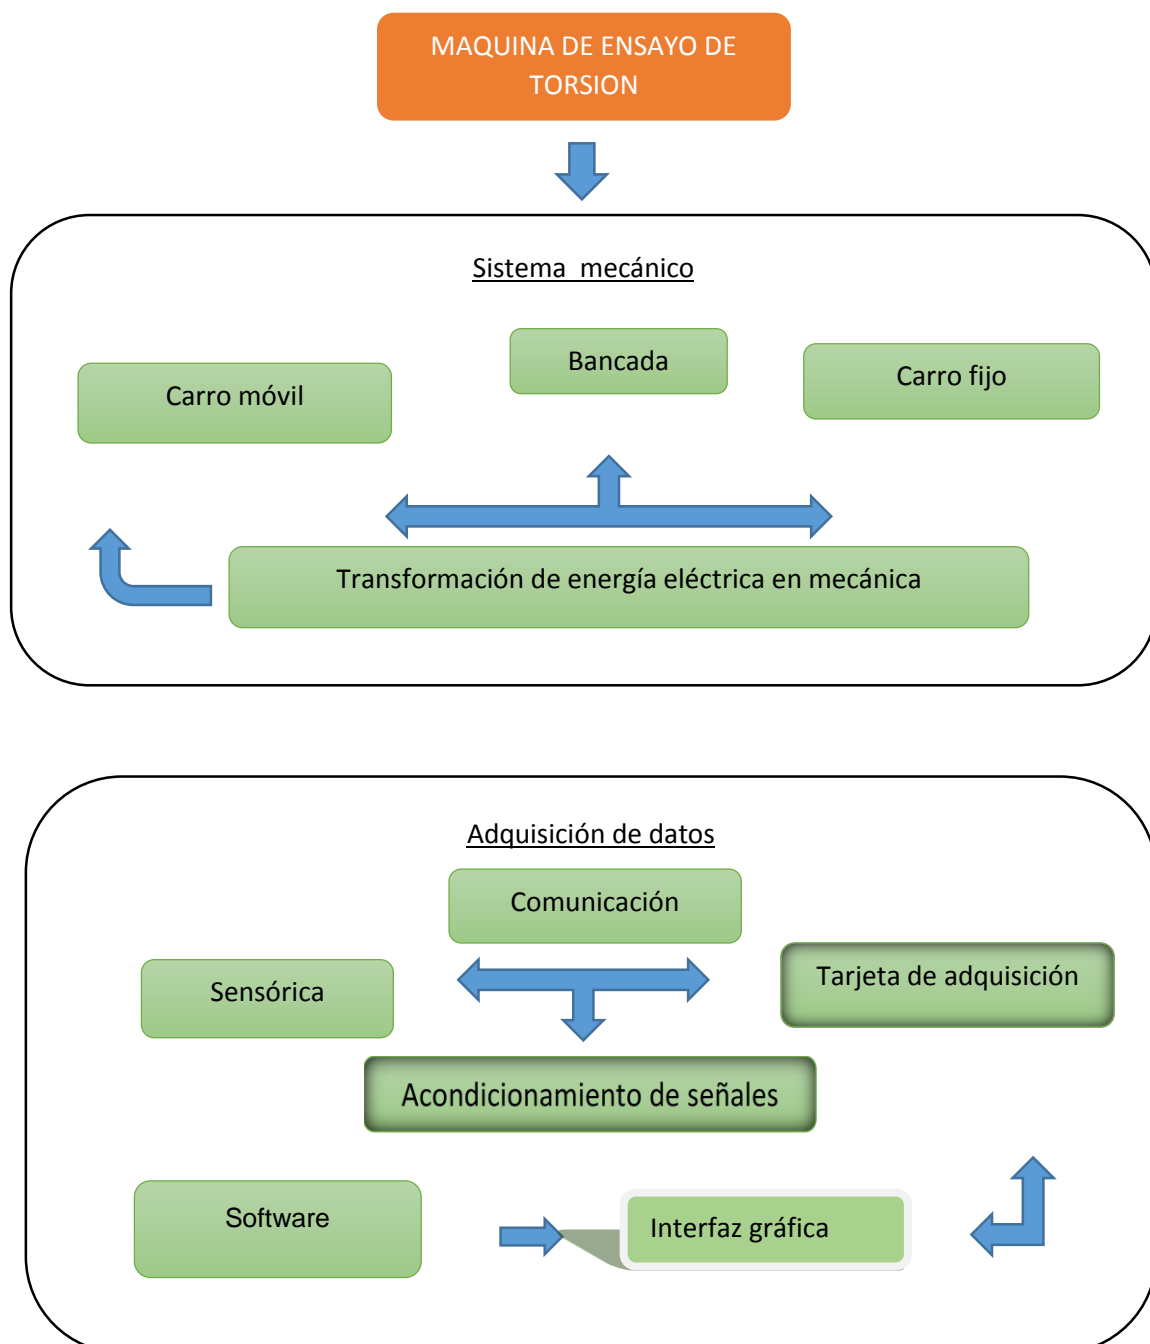 MAQUINA DE ENSAYO DE
TORSION
Sistema  mecánico
Bancada
Carro móvil
Carro fijo
Transformación de energía eléctrica en mecánica
Adquisición de datos
Comunicación
Sensórica
Tarjeta de adquisición
Acondicionamiento de señales
Software
Interfaz gráfica